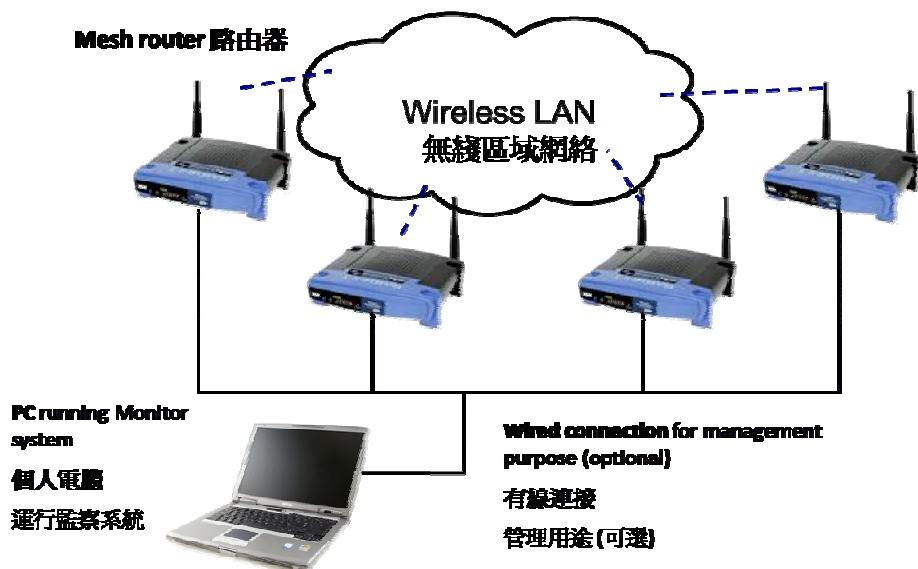 Mesh router 路由器
Wireless LAN
無綫區域網絡
PC running Monitor
system
個人電腦
運行監察系統
Wired connection for management
purpose (optional)
有線連接
管理用途 (可選)